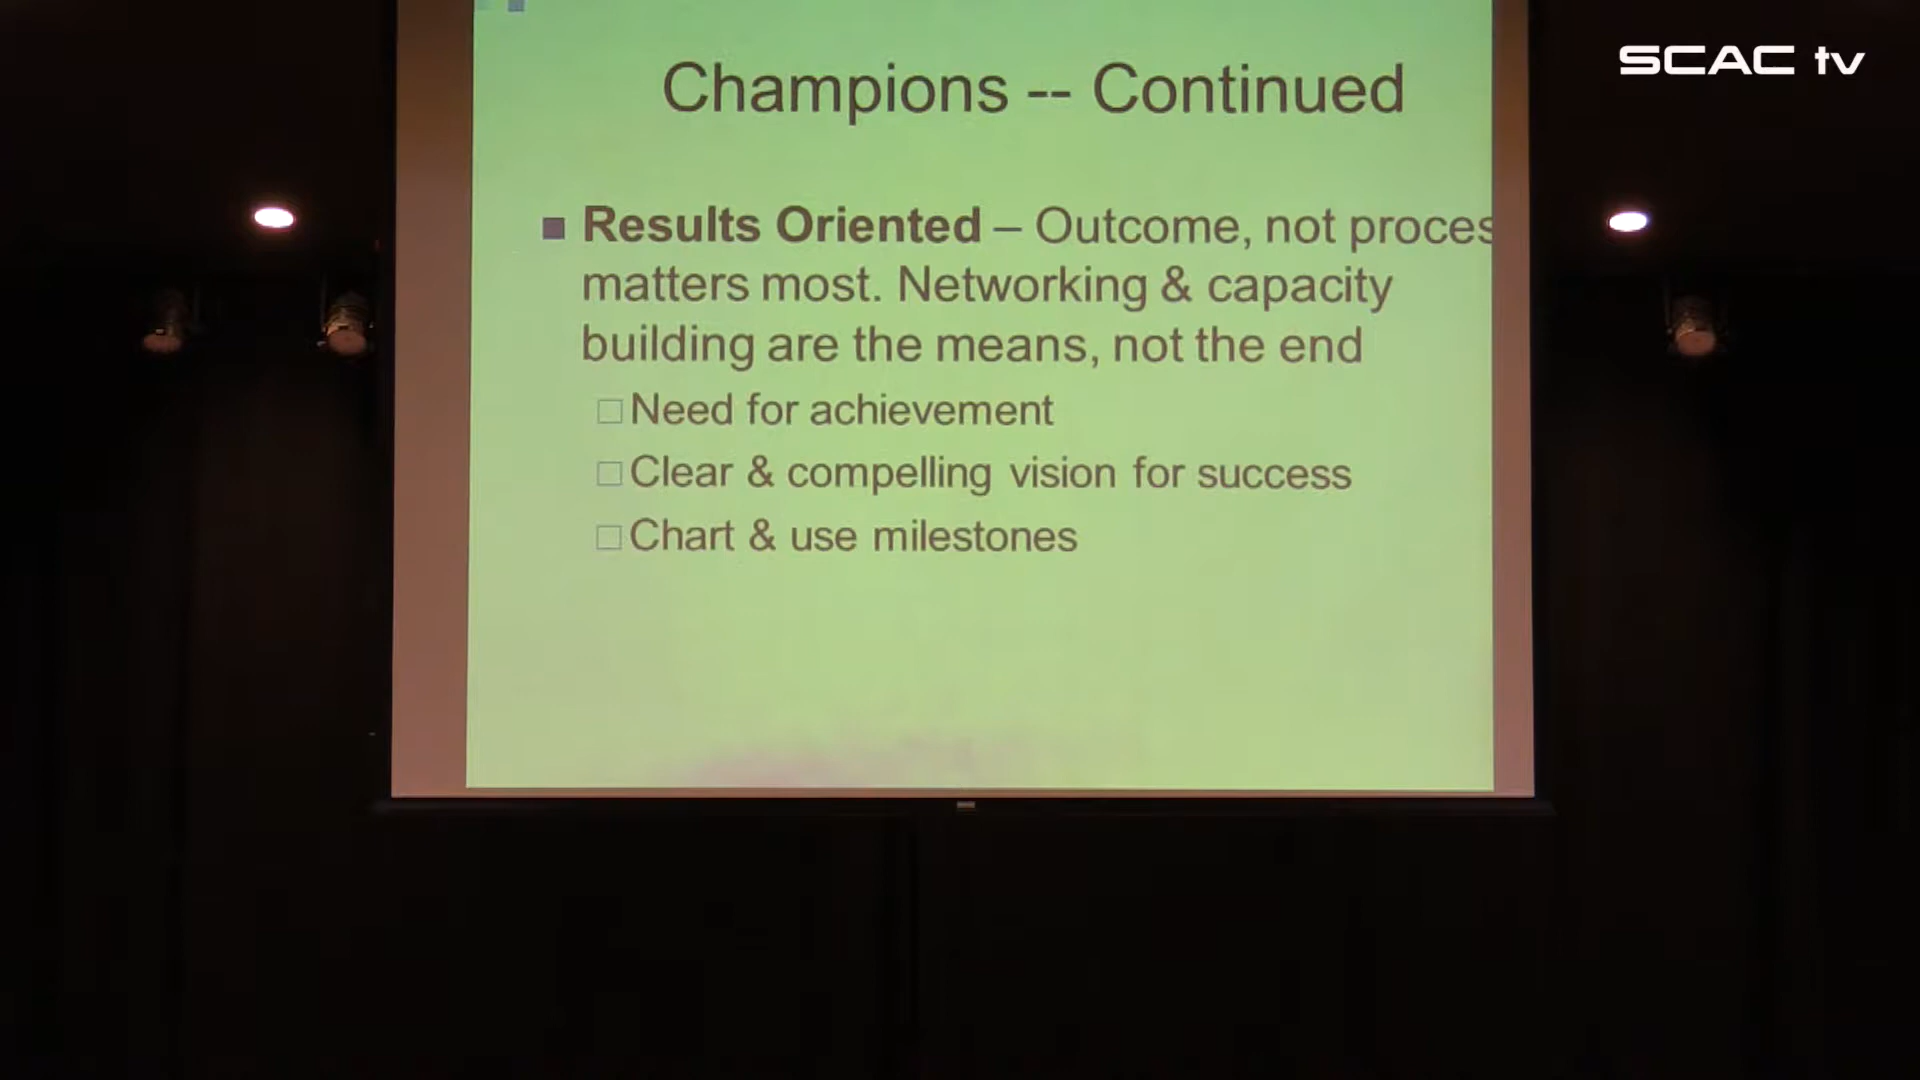 SCAC tv
Champions -- Continued
Results Oriented – Outcome, not proces
matters most. Networking & capacity
building are the means, not the end
Need for achievement
Clear & compelling vision for success
Chart & use milestones